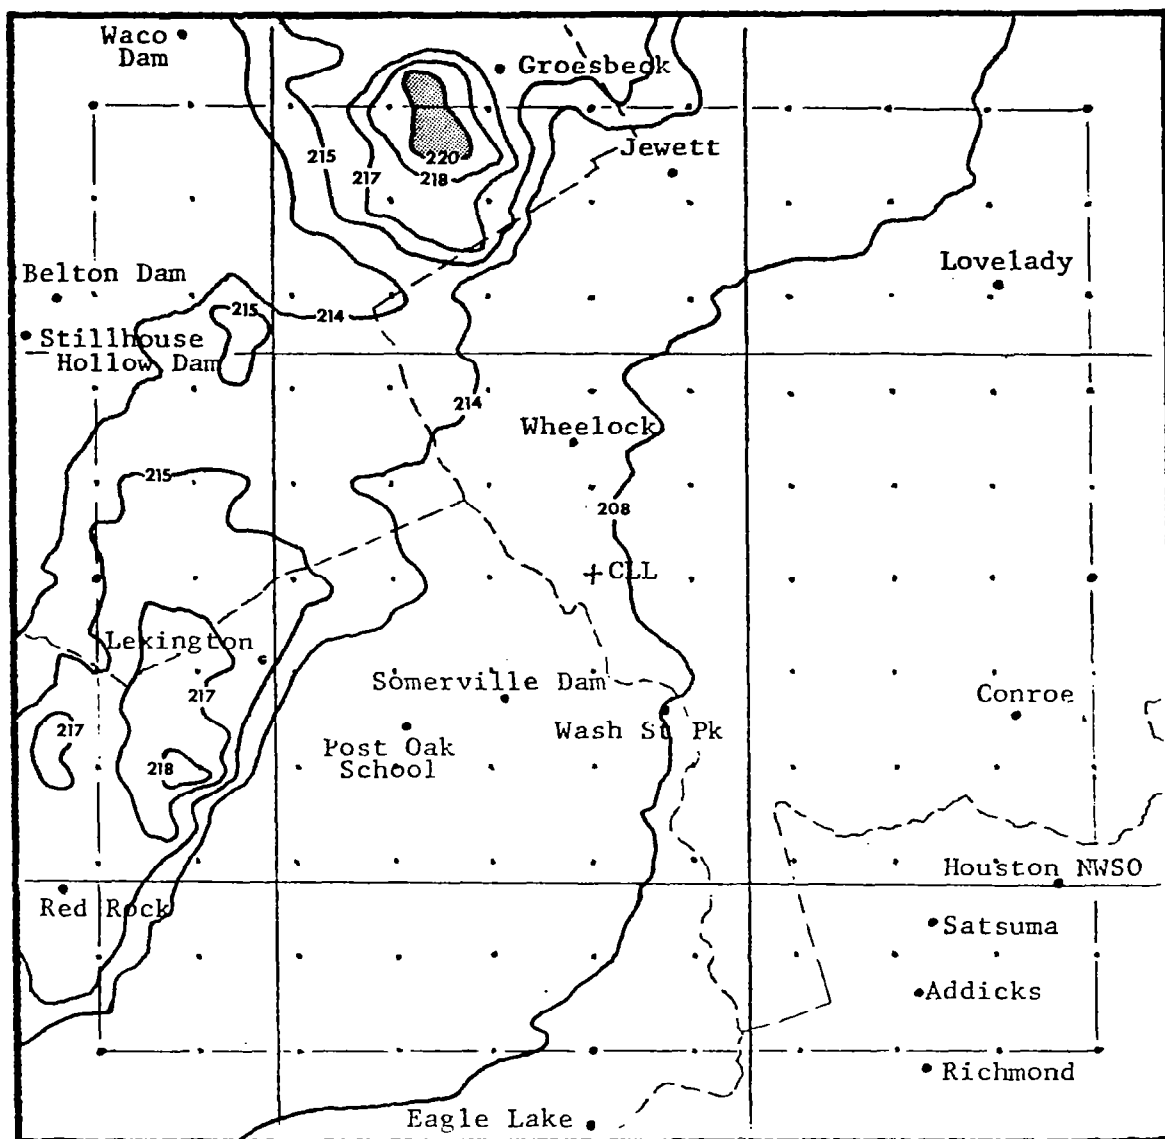 Waco
Dam
Groesbeck
215
220
Jewett
217
218
Belton Dam
Lovelady
215
214
Stillhouse
Hollow Dam
214
Wheelock
215
208
CLL
Lexington
Somerville Dam
217
Conroe
217
Wash St Pk
Post Oak
School
218
Houston NWSO
Red Rock
Satsuma
Addicks
Richmond
Eagle Lake